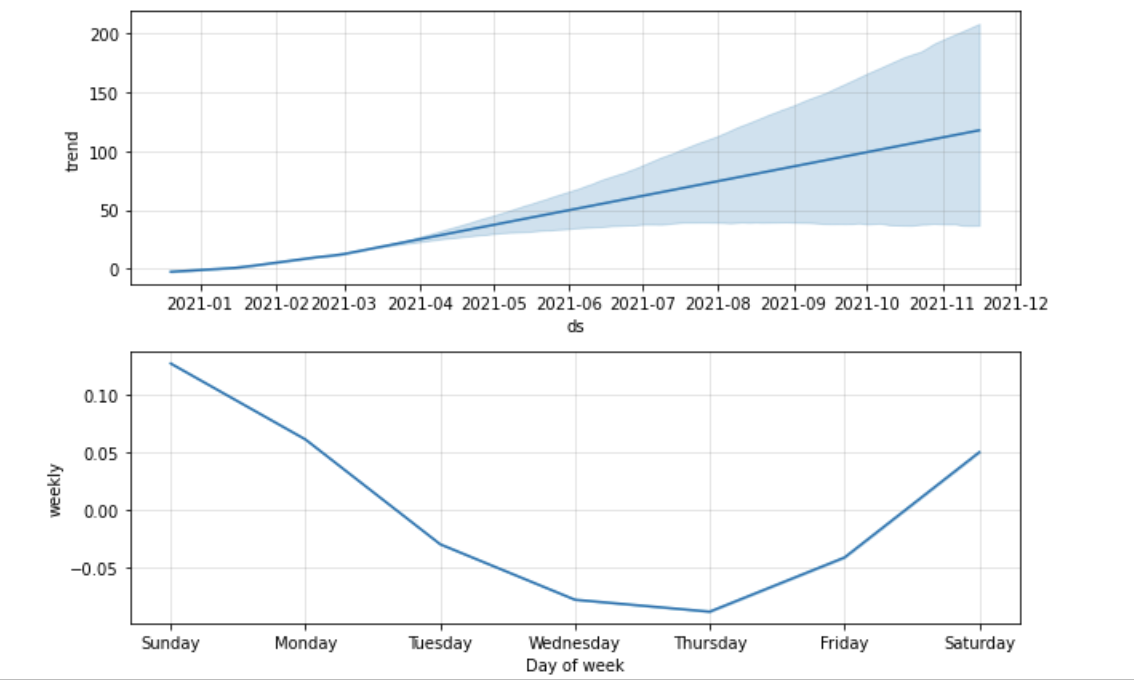 200
150
100
50
0
trend
2021-01 2021-02 2021-03 2021-04 2021-05 2021-06 2021-07 2021-08 2021-09 2021-10 2021-11 2021-12
ds
0.10
0.05
0.00
−0.05
weekly
Sunday Monday Tuesday Wednesday Thursday Friday Saturday
Day of week